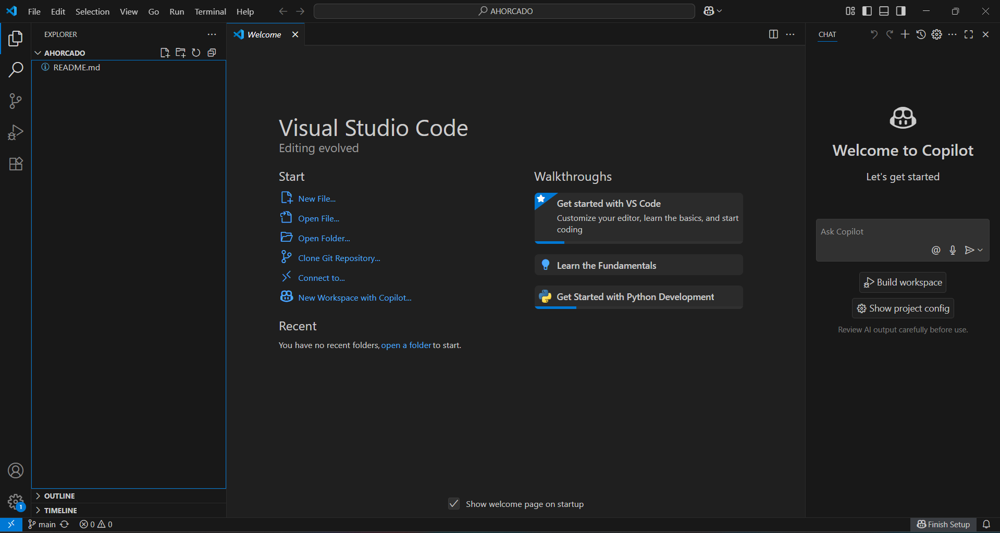 File Edit Selection View Go Run Terminal Help
AHORCADO
EXPLORER
AHORCADO
README.md
OUTLINE
TIMELINE
Welcome
Visual Studio Code
Editing evolved
Start
New File...
Open File...
Open Folder...
Clone Git Repository...
Connect to...
New Workspace with Copilot...
Recent
You have no recent folders, open a folder to start.
Walkthroughs
Get started with VS Code
Customize your editor, learn the basics, and start
coding
Learn the Fundamentals
Get Started with Python Development
Show welcome page on startup
CHAT
Welcome to Copilot
Let's get started
Ask Copilot
@
Build workspace
Show project config
Review AI output carefully before use.
1
main 0 0
Finish Setup